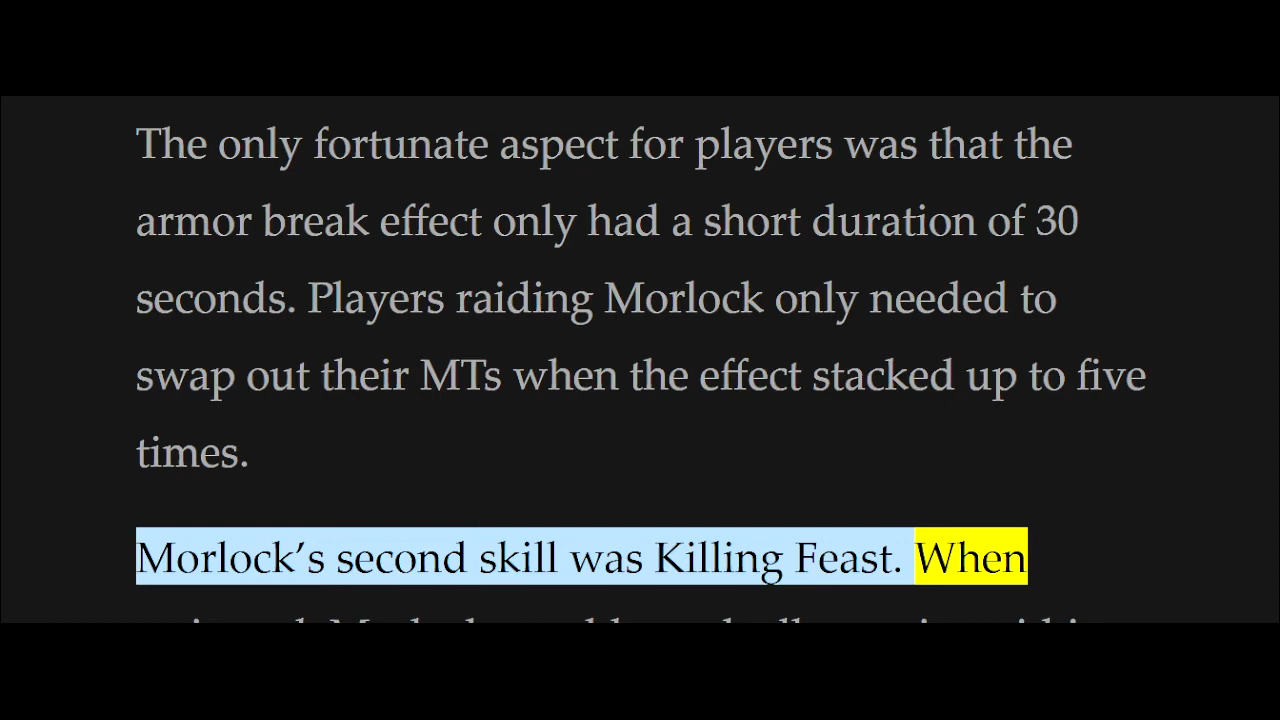 The only fortunate aspect for players was that the
armor break effect only had a short duration of 30
seconds. Players raiding Morlock only needed to
swap out their MTs when the effect stacked up to five
times.
Morlock’s second skill was Killing Feast. When